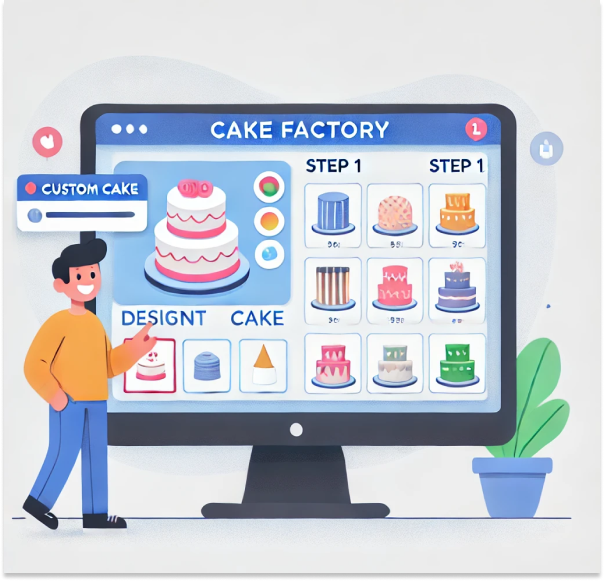 CAKE FACTORY
1
STEP 1 STEP 1
CUSTOM CAKE
DESIGNT CAKE